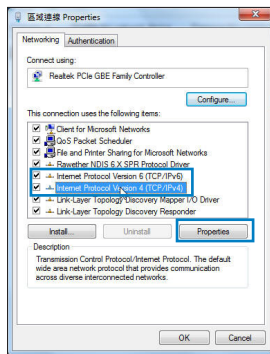 區域連線 Properties
Networking Authentication
Connect using:
Realtek PCIe GBE Family Controller
Configure...
This connection uses the following items:
Client for Microsoft Networks
QoS Packet Scheduler
File and Printer Sharing for Microsoft Networks
Rawether NDIS 6.X SPR Protocol Driver
Internet Protocol Version 6 (TCP/IPv6)
Internet Protocol Version 4 (TCP/IPv4)
Link-Layer Topology Discovery Mapper I/O Driver
Link-Layer Topology Discovery Responder
Install... Uninstall Properties
Description
Transmission Control Protocol/Internet Protocol. The default
wide area network protocol that provides communication
across diverse interconnected networks.
OK Cancel